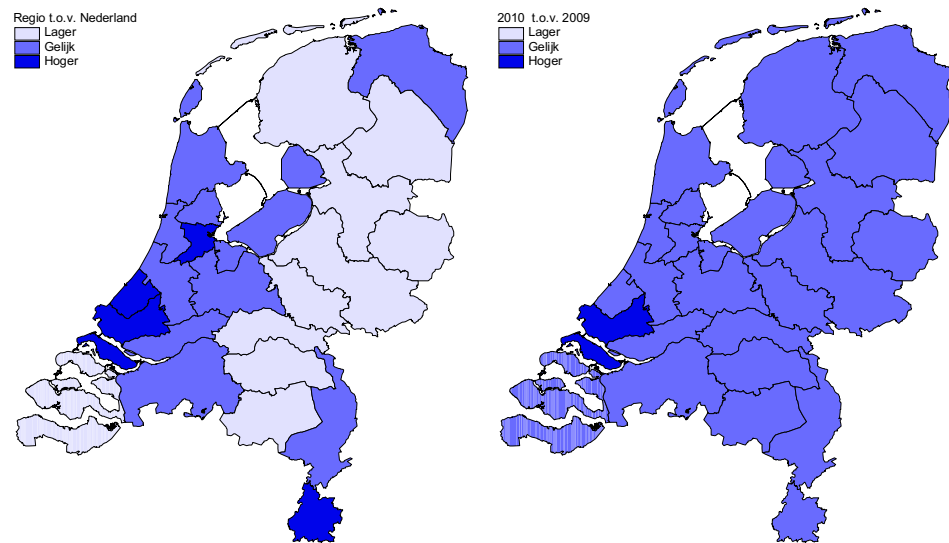 Regio t.o.v. Nederland
Lager
Gelijk
Hoger
2010 t.o.v. 2009
Lager
Gelijk
Hoger